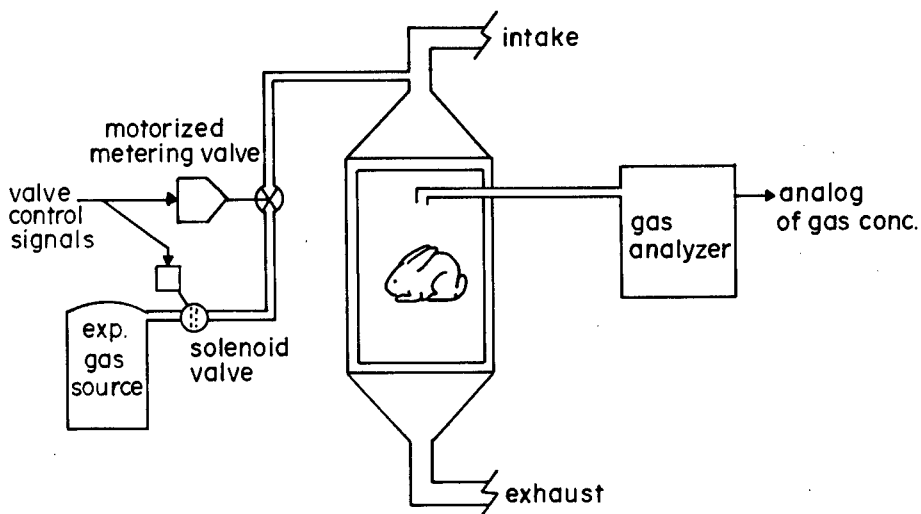 intake
motorized
metering valve
valve
control
signals
exp.
gas
source
solenoid
valve
gas
analyzer
analog
of gas conc.
exhaust